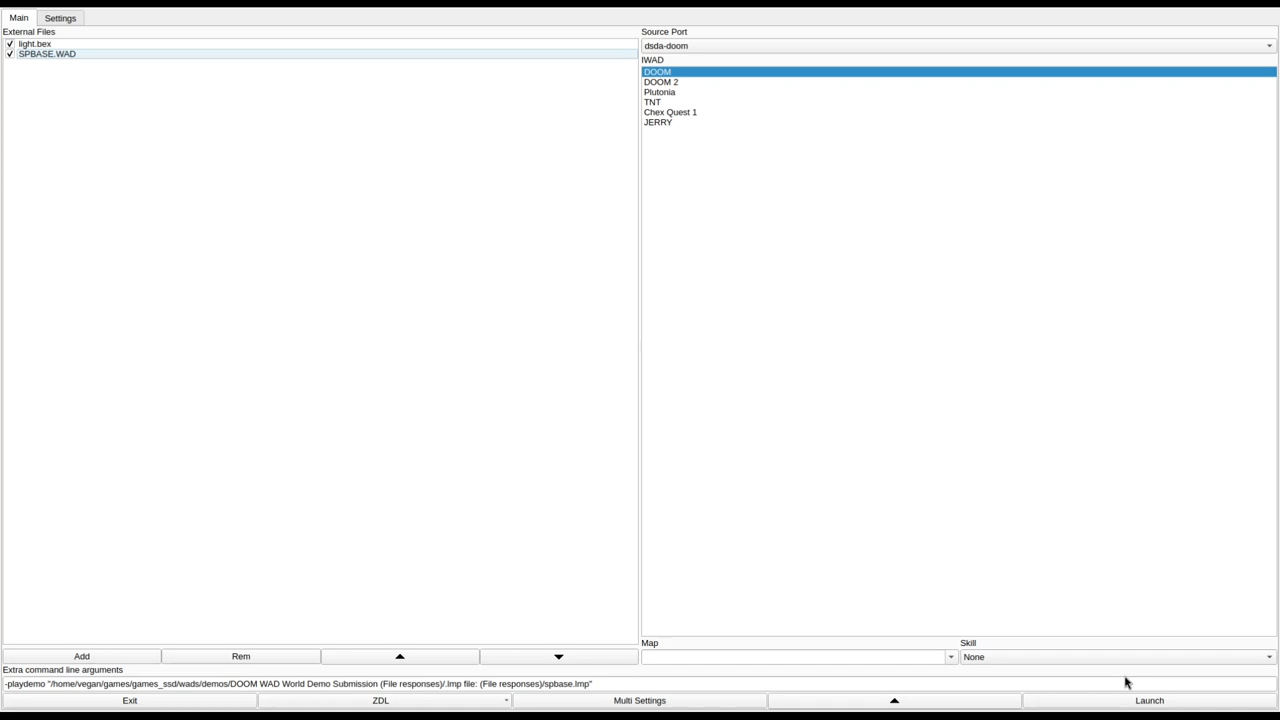 Main
Settings
External Files
light.bex
SPBASE.WAD
Source Port
dsda-doom
IWAD
DOOM
DOOM 2
Plutonia
TNT
Chex Quest 1
JERRY
Map
Skill
None
Add
Rem
Extra command line arguments
-playdemo "/home/vegan/games/games_ssd/wads/demos/DOOM WAD World Demo Submission (File responses)/.lmp file: (File responses)/spbase.lmp"
Exit
ZDL
Multi Settings
Launch